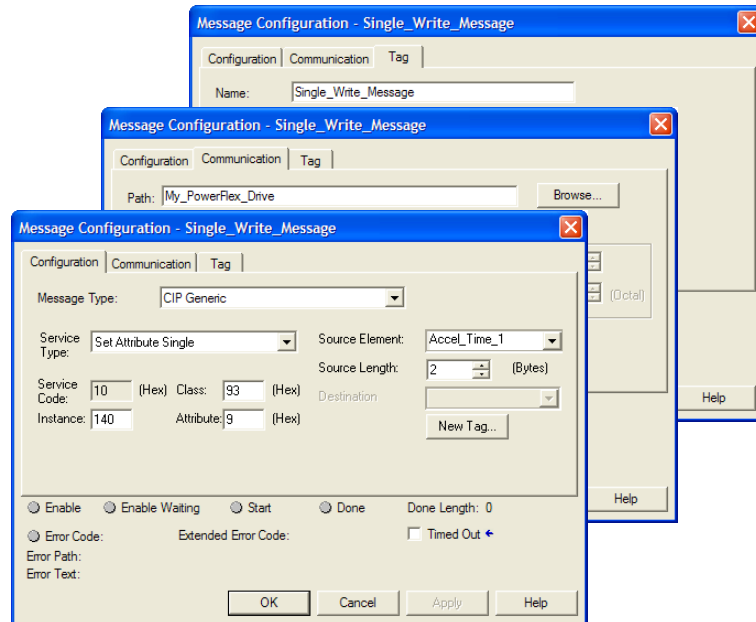 Message Configuration - Single_Write_Message
Configuration Communication Tag
Name: Single_Write_Message
Help
Message Configuration - Single_Write_Message
Configuration Communication Tag
Path: My_PowerFlex_Drive Browse...
(Octal)
Help
Message Configuration - Single_Write_Message
Configuration Communication Tag
Message Type: CIP Generic
Service Type: Set Attribute Single Source Element: Accel_Time_1
Source Length: 2 (Bytes)
Service Code: 10 (Hex) Class: 93 (Hex) Destination
Instance: 140 Attribute: 9 (Hex) New Tag...
Enable Enable Waiting Start Done Done Length: 0
Error Code: Extended Error Code: Timed Out
Error Path:
Error Text:
OK Cancel Apply Help